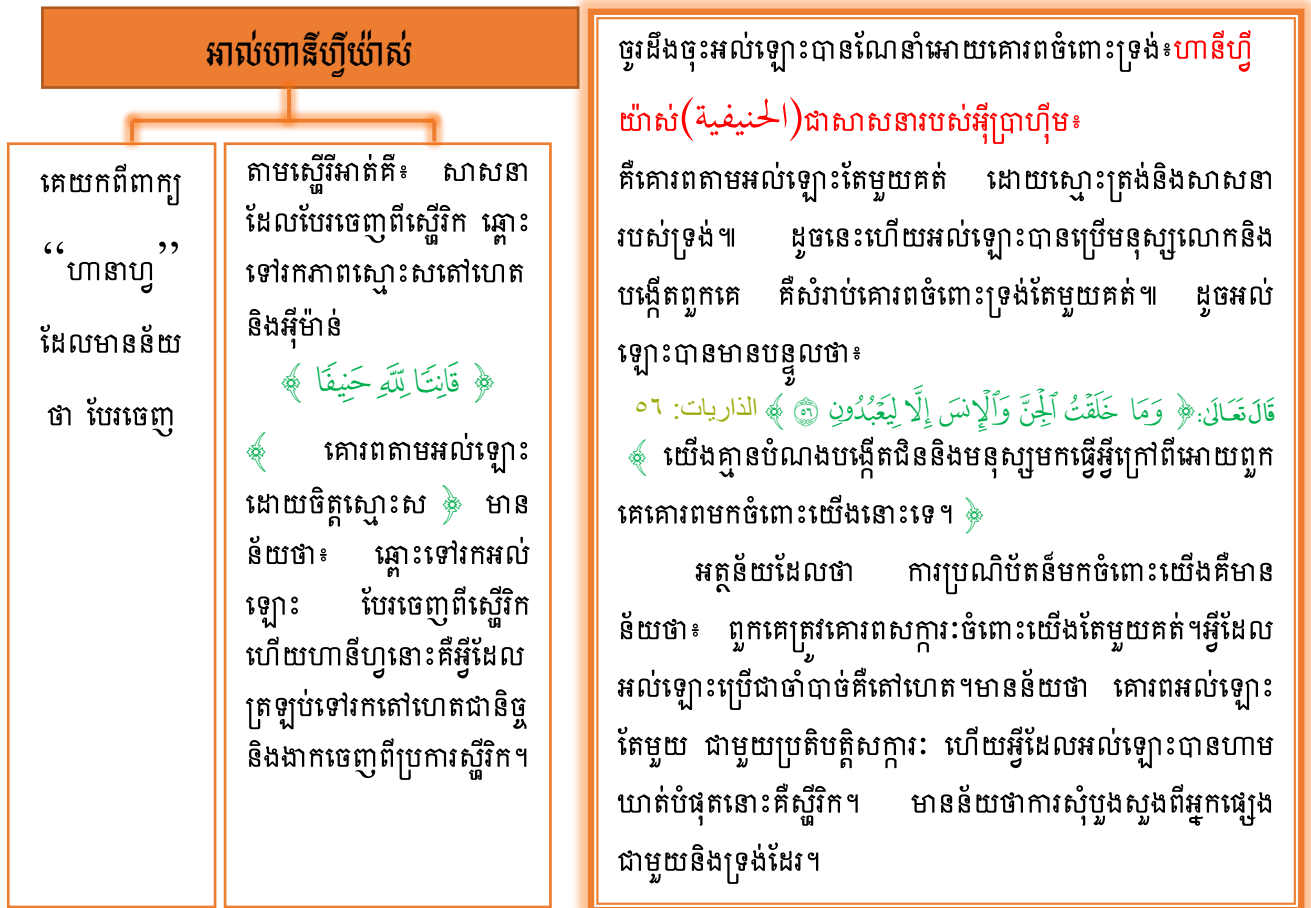 អាល់ហានីហ្វីយ៉ាស់
គេយកពីពាក្យ
‘‘ហានាហ្វ’’
ដែលមានន័យ
ថា បែរចេញ
តាមស្ហើរីអាត់គឺ៖ សាសនា
ដែលបែរចេញពីស្ហើរិក ឆ្ពោះ
ទៅរកភាពស្មោះសតៅហេត
និងអ៊ីម៉ាន់
﴿ قَانِتًا لِّلَّهِ حَنِيفًا ﴾
﴾ គោរពតាមអល់ឡោះ
ដោយចិត្តស្មោះស ﴿ មាន
ន័យថា៖ ឆ្ពោះទៅរកអល់
ឡោះ បែរចេញពីស្ហើរិក
ហើយហានីហ្វនោះគឺអ្វីដែល
ត្រឡប់ទៅរកតៅហេតជានិច្ច
និងងាកចេញពីប្រការស្ហីរិក។
ចូរដឹងចុះអល់ឡោះបានណែនាំអោយគោរពចំពោះទ្រង់៖ហានីហ្វី
យ៉ាស់(الحنيفية)ជាសាសនារបស់អ៊ីប្រាហ៊ីម៖
គឺគោរពតាមអល់ឡោះតែមួយគត់ ដោយស្មោះត្រង់និងសាសនា
របស់ទ្រង់៕ ដូចនេះហើយអល់ឡោះបានប្រើមនុស្សលោកនិង
បង្កើតពួកគេ គឺសំរាប់គោរពចំពោះទ្រង់តែមួយគត់៕ ដូចអល់
ឡោះបានមានបន្ទូលថា៖
قَالَ تَعَالَىٰ: ﴿ وَمَا خَلَقْتُ ٱلْجِنَّ وَٱلْإِنسَ إِلَّا لِيَعْبُدُونِ ٥٦ ﴾ الذاريات: ٥٦
﴾ យើងគ្មានបំណងបង្កើតជិននិងមនុស្សមកធ្វើអ្វីក្រៅពីអោយពួក
គេគោរពមកចំពោះយើងនោះទេ។ ﴿
អត្ថន័យដែលថា ការប្រណិប័តន៏មកចំពោះយើងគឺមាន
ន័យថា៖ ពួកគេត្រូវគោរពសក្ការៈចំពោះយើងតែមួយគត់។អ្វីដែល
អល់ឡោះប្រើជាចាំបាច់គឺតៅហេត។មានន័យថា គោរពអល់ឡោះ
តែមួយ ជាមួយប្រតិបត្តិសក្ការៈ ហើយអ្វីដែលអល់ឡោះបានហាម
ឃាត់បំផុតនោះគឺស្ហីរិក។ មានន័យថាការសុំបួងសួងពីអ្នកផ្សេង
ជាមួយនិងទ្រង់ដែរ។